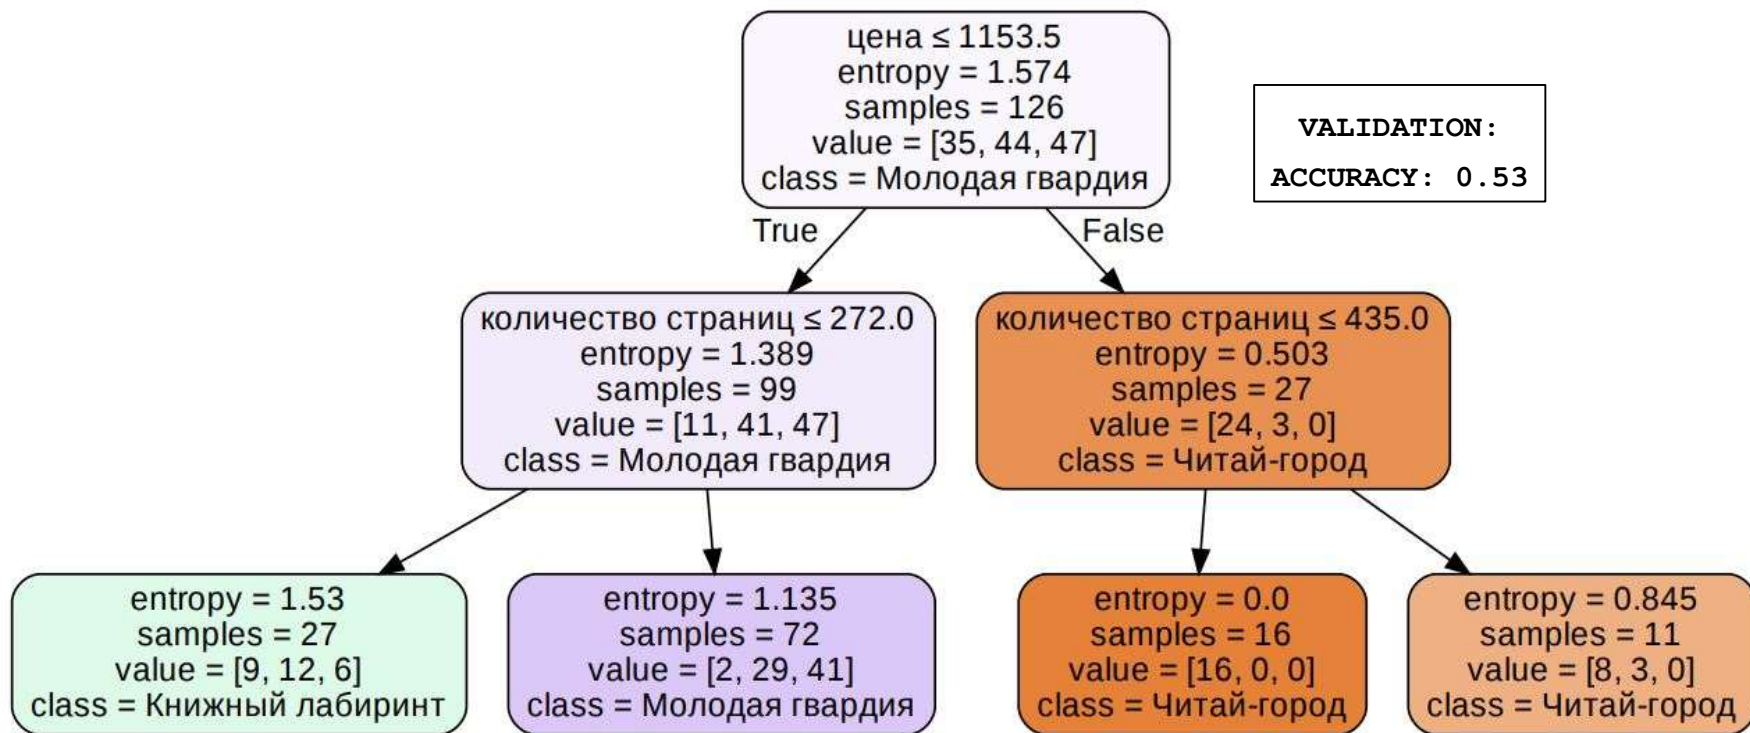 цена ≤ 1153.5
entropy = 1.574
samples = 126
value = [35, 44, 47]
class = Молодая гвардия
VALIDATION:
ACCURACY: 0.53
True
False
количество страниц ≤ 272.0
entropy = 1.389
samples = 99
value = [11, 41, 47]
class = Молодая гвардия
количество страниц ≤ 435.0
entropy = 0.503
samples = 27
value = [24, 3, 0]
class = Читай-город
entropy = 1.53
samples = 27
value = [9, 12, 6]
class = Книжный лабиринт
entropy = 1.135
samples = 72
value = [2, 29, 41]
class = Молодая гвардия
entropy = 0.0
samples = 16
value = [16, 0, 0]
class = Читай-город
entropy = 0.845
samples = 11
value = [8, 3, 0]
class = Читай-город